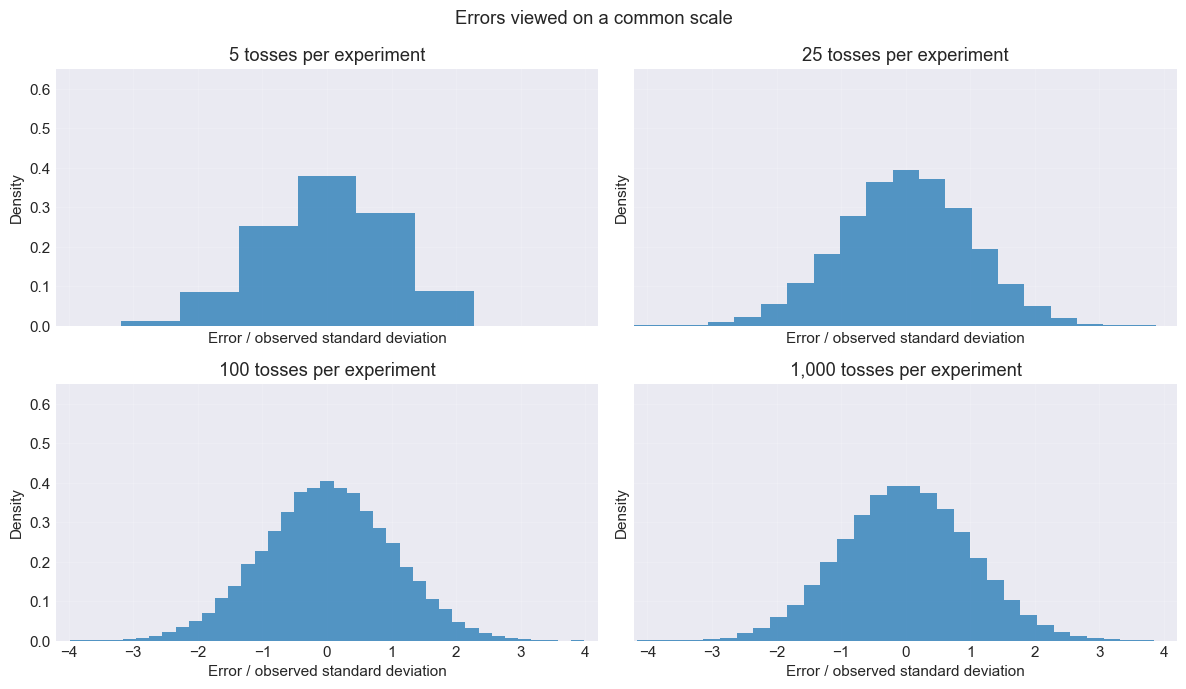 Errors viewed on a common scale
5 tosses per experiment
0.6
0.5
0.4
0.3
0.2
0.1
0.0
Density
Error / observed standard deviation
25 tosses per experiment
Density
Error / observed standard deviation
100 tosses per experiment
0.6
0.5
0.4
0.3
0.2
0.1
0.0
Density
−4 −3 −2 −1 0 1 2 3 4
Error / observed standard deviation
1,000 tosses per experiment
Density
−4 −3 −2 −1 0 1 2 3 4
Error / observed standard deviation